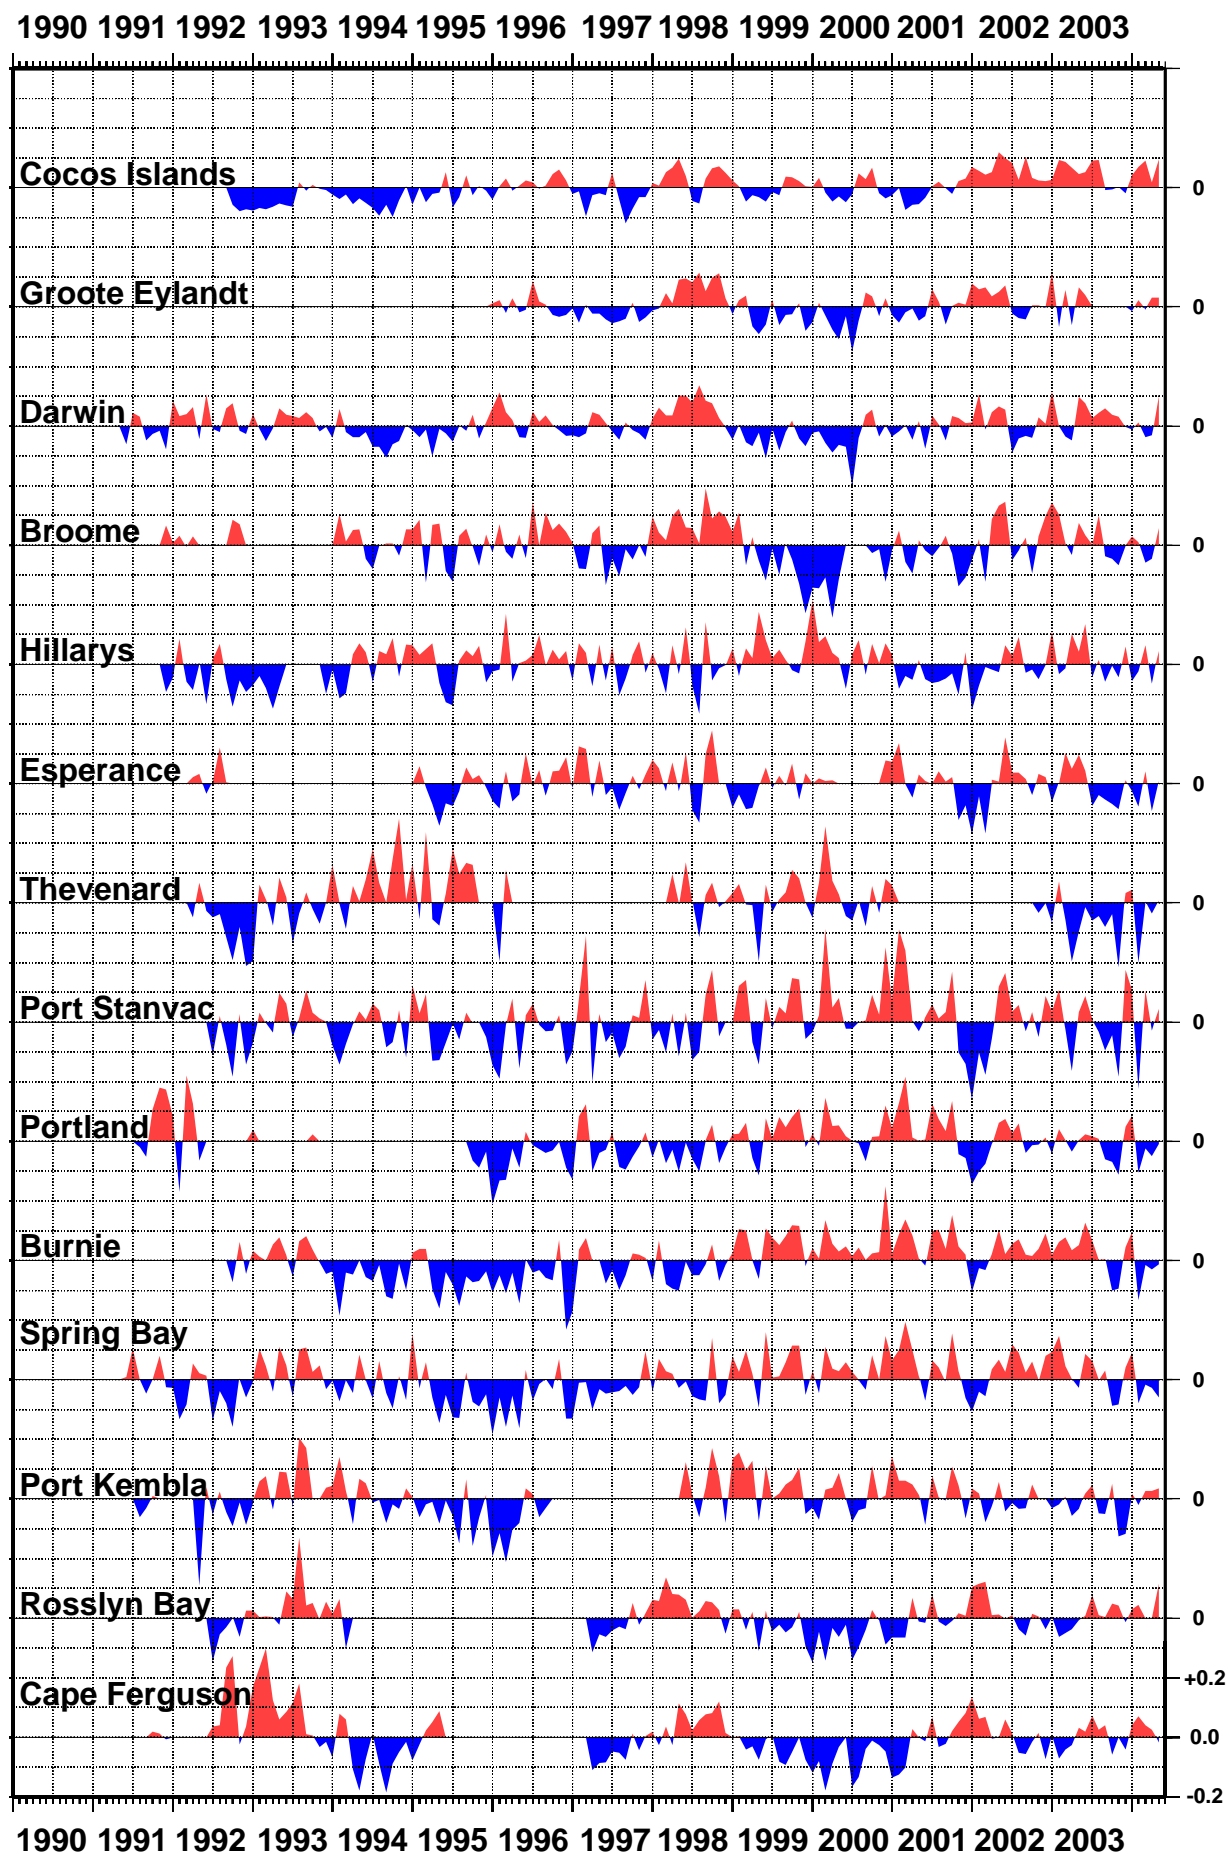 1990 1991 1992 1993 1994 1995 1996 1997 1998 1999 2000 2001 2002 2003
Cocos Islands 0
Groote Eylandt 0
Darwin 0
Broome 0
Hillarys 0
Esperance 0
Thevenard 0
Port Stanvac 0
Portland 0
Burnie 0
Spring Bay 0
Port Kembla 0
Rosslyn Bay 0
+0.2
Cape Ferguson
0.0
-0.2
1990 1991 1992 1993 1994 1995 1996 1997 1998 1999 2000 2001 2002 2003